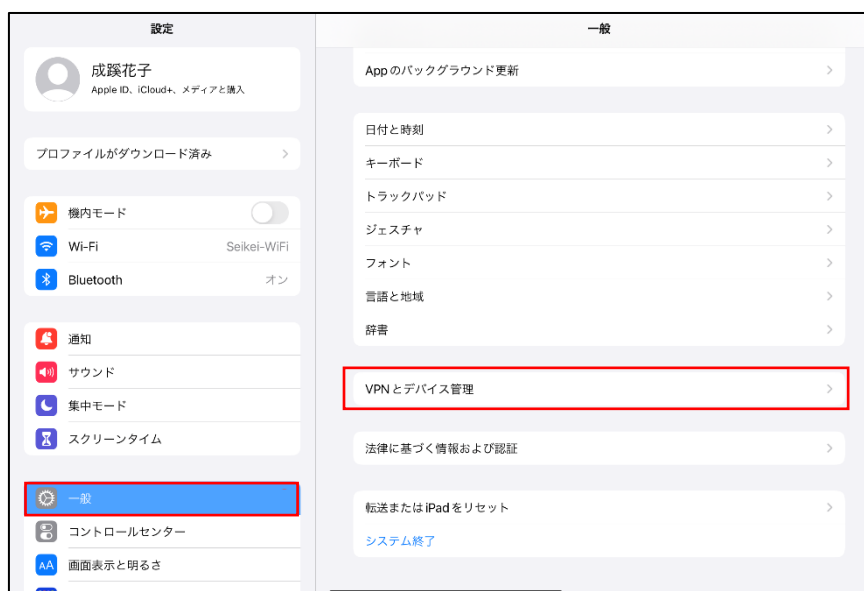 設定
成蹊花子
Apple ID、iCloud+、メディアと購入
プロファイルがダウンロード済み
機内モード
Wi-Fi Seikei-WiFi
Bluetooth オン
通知
サウンド
集中モード
スクリーンタイム
一般
コントロールセンター
AA 画面表示と明るさ
一般
Appのバックグラウンド更新
日付と時刻
キーボード
トラックパッド
ジェスチャ
フォント
言語と地域
辞書
VPNとデバイス管理
法律に基づく情報および認証
転送またはiPadをリセット
システム終了